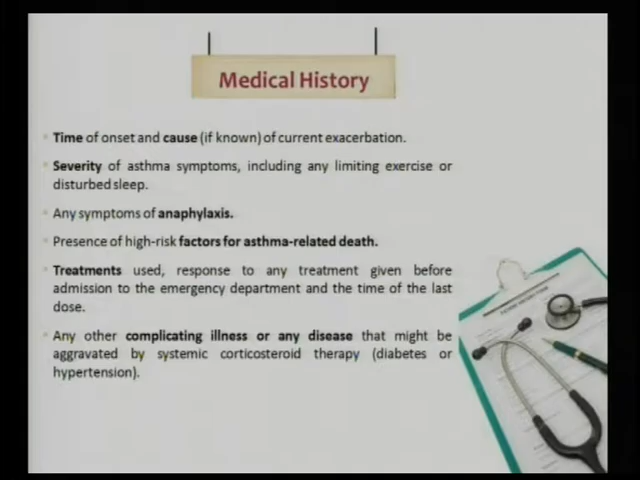 Medical History
Time of onset and cause (if known) of current exacerbation.
Severity of asthma symptoms, including any limiting exercise or
disturbed sleep.
Any symptoms of anaphylaxis.
Presence of high-risk factors for asthma-related death.
Treatments used, response to any treatment given before
admission to the emergency department and the time of the last
dose.
Any other complicating illness or any disease that might be
aggravated by systemic corticosteroid therapy (diabetes or
hypertension).